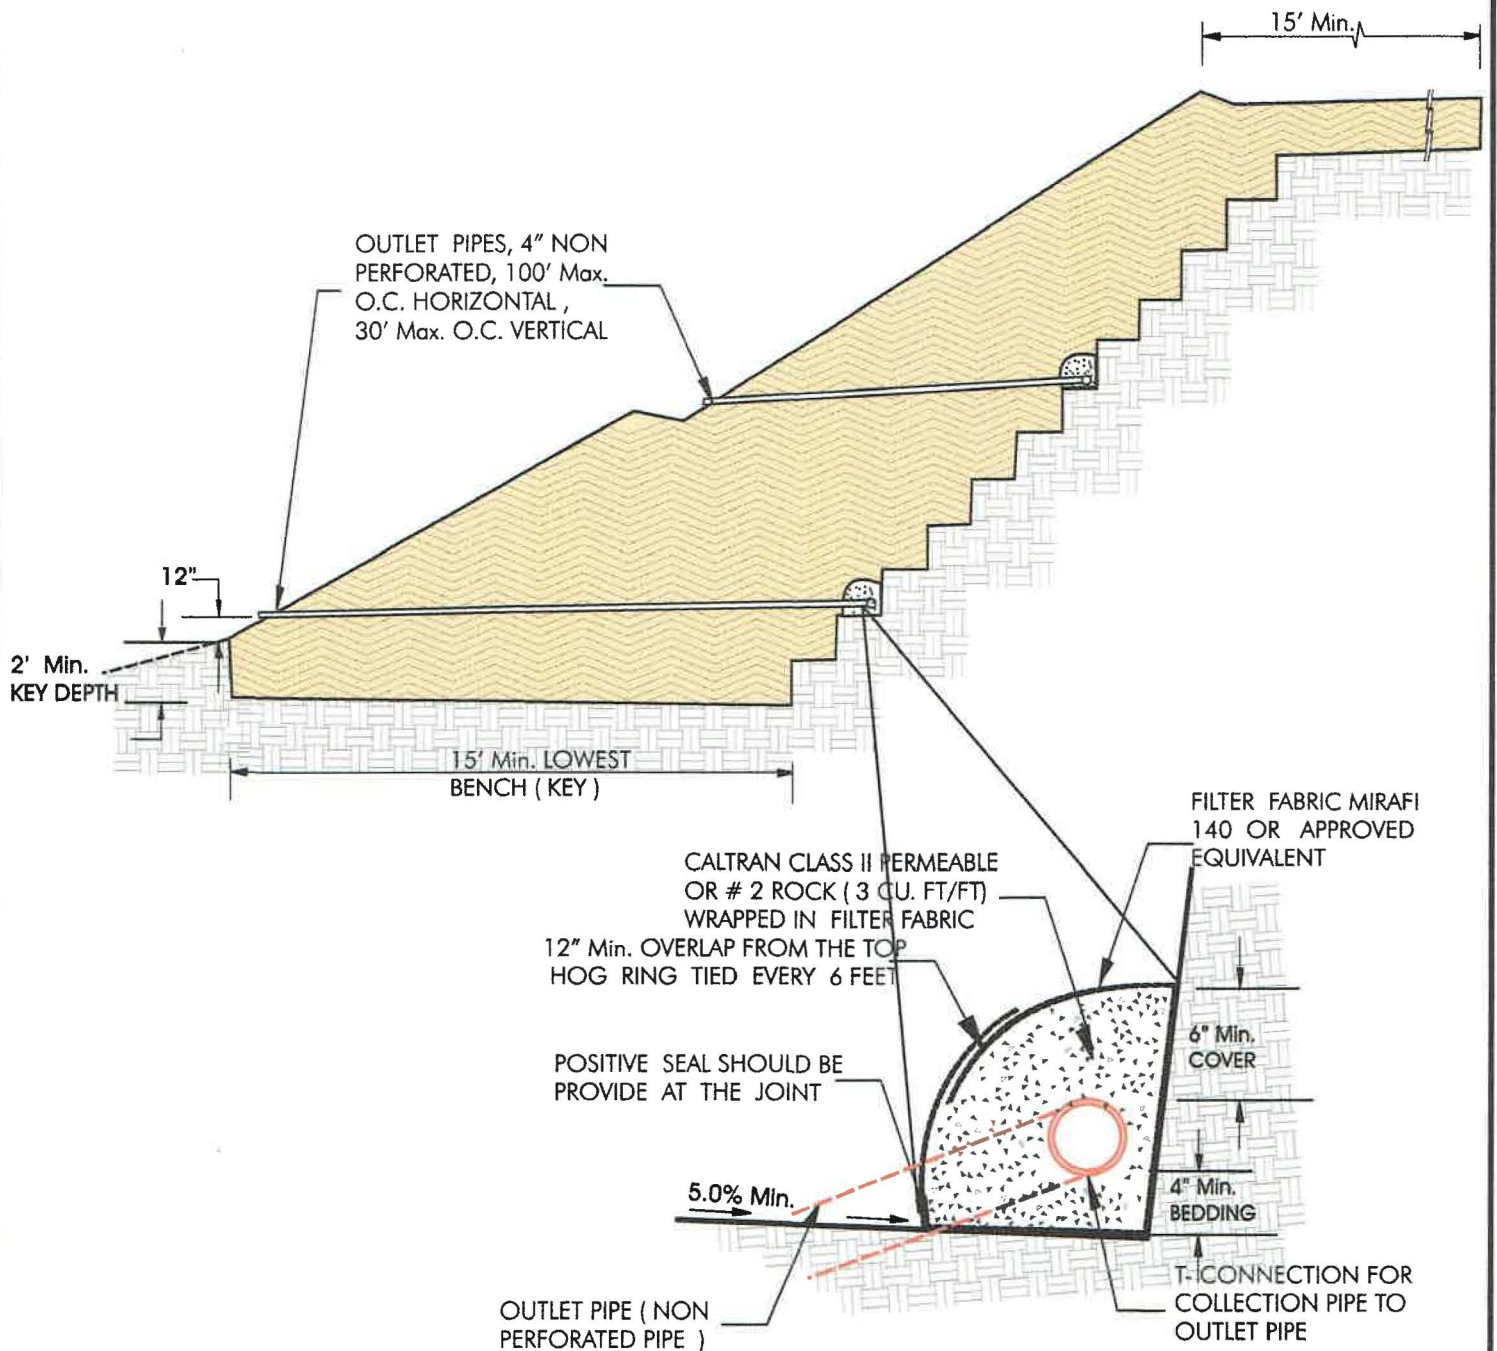 15' Min.
OUTLET PIPES, 4" NON
PERFORATED, 100' Max.
O.C. HORIZONTAL ,
30' Max. O.C. VERTICAL
12"
2' Min.
KEY DEPTH
15' Min. LOWEST
BENCH ( KEY )
FILTER FABRIC MIRAFI
140 OR APPROVED
EQUIVALENT
CALTRAN CLASS II PERMEABLE
OR # 2 ROCK ( 3 CU. FT/FT)
WRAPPED IN FILTER FABRIC
12" Min. OVERLAP FROM THE TOP
HOG RING TIED EVERY 6 FEET
6" Min.
COVER
POSITIVE SEAL SHOULD BE
PROVIDE AT THE JOINT
5.0% Min.
4" Min.
BEDDING
T- CONNECTION FOR
COLLECTION PIPE TO
OUTLET PIPE
OUTLET PIPE ( NON
PERFORATED PIPE )